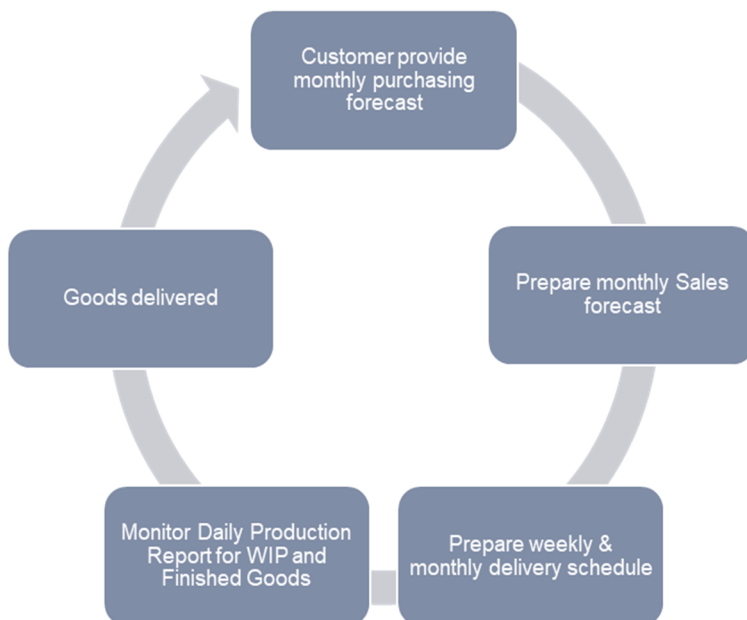 Customer provide
monthly purchasing
forecast
Prepare monthly Sales
forecast
Prepare weekly &
monthly delivery schedule
Monitor Daily Production
Report for WIP and
Finished Goods
Goods delivered